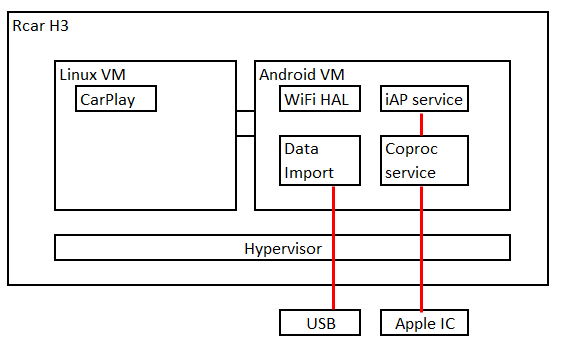 Rcar H3
Linux VM
CarPlay
Android VM
WiFi HAL
iAP service
Data
Import
Coproc
service
Hypervisor
USB
Apple IC